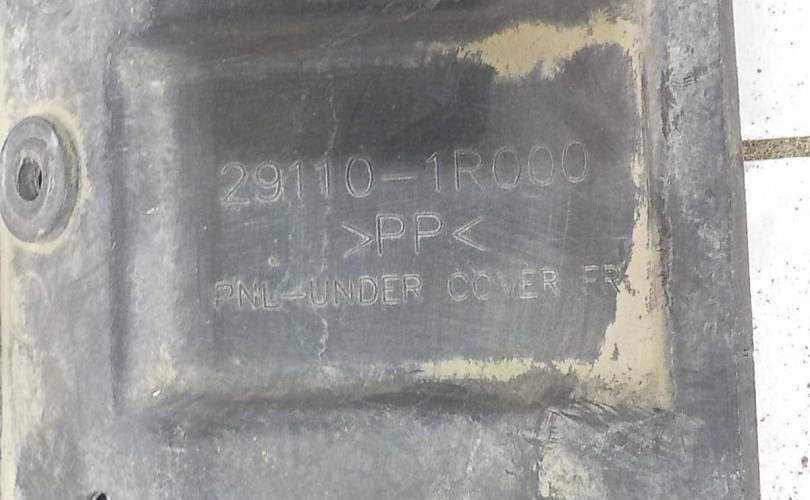 29110-1R000
>PP<
PNL-UNDER COVER FR